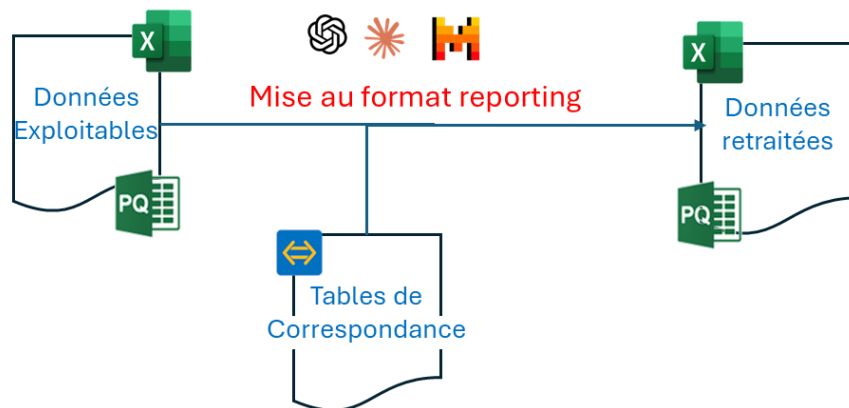 X
X
Données
Exploitables
Mise au format reporting
Données
retraitées
PQ
PQ
Tables de
Correspondance